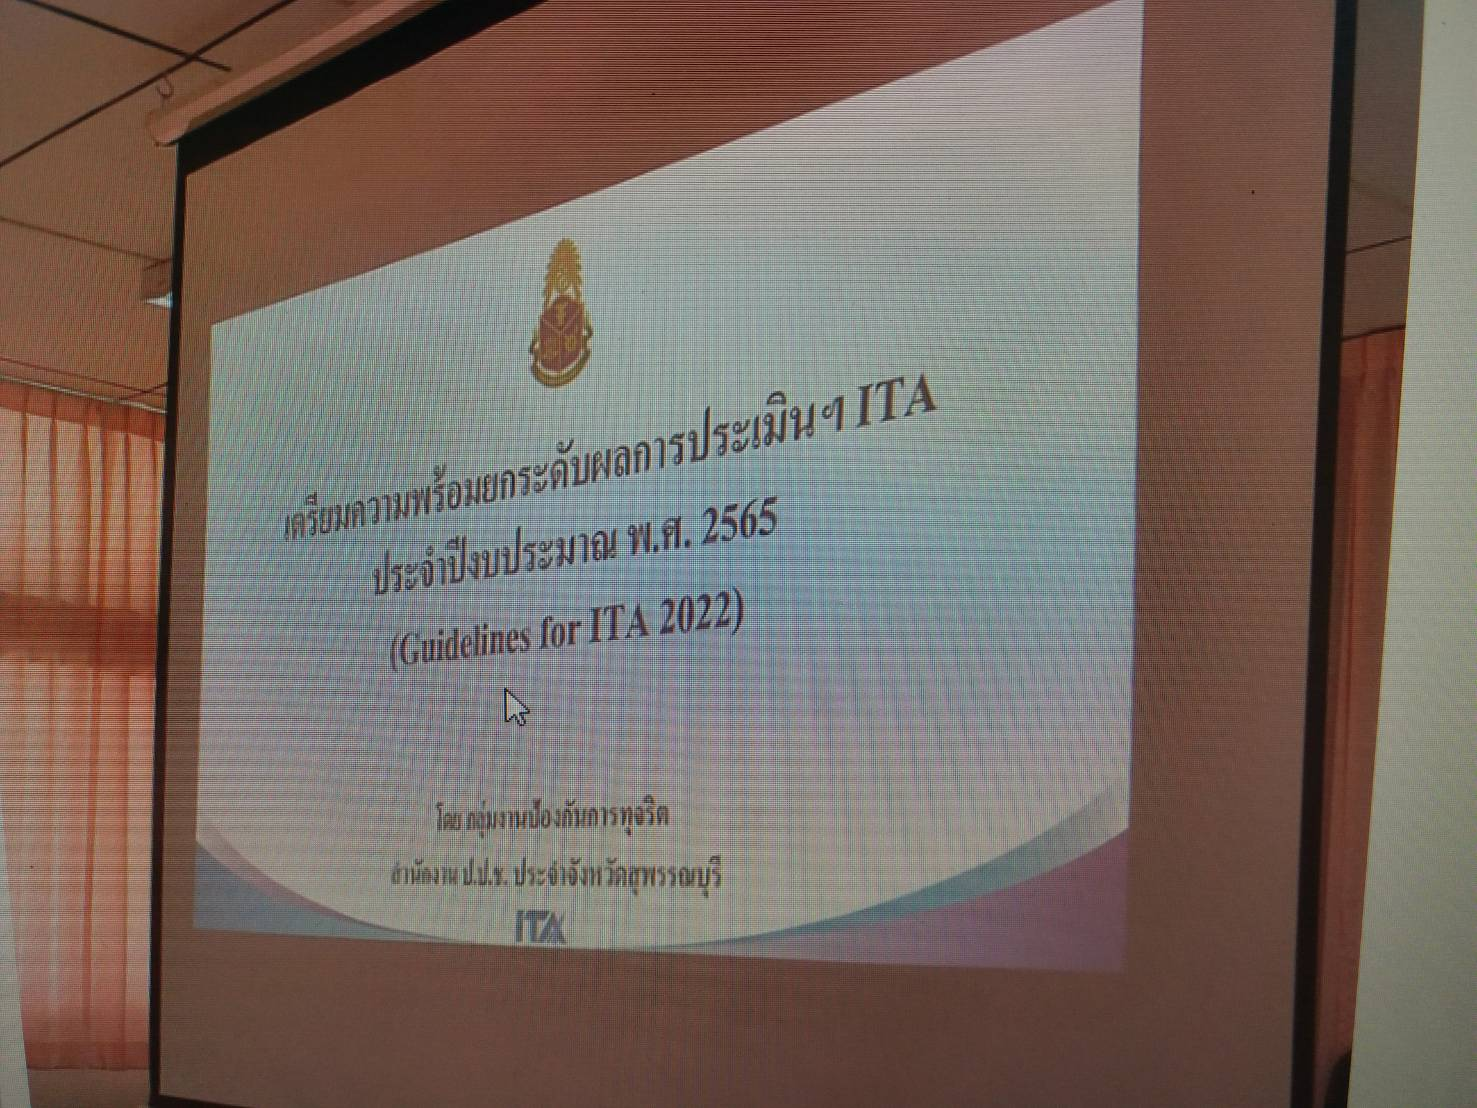 เตรียมความพร้อมยกระดับผลการประเมินฯ ITA
ประจำปีงบประมาณ พ.ศ. 2565
(Guidelines for ITA 2022)
โดย กลุ่มงานป้องกันการทุจริต
สำนักงาน ป.ป.ช. ประจำจังหวัดสุพรรณบุรี
ITA